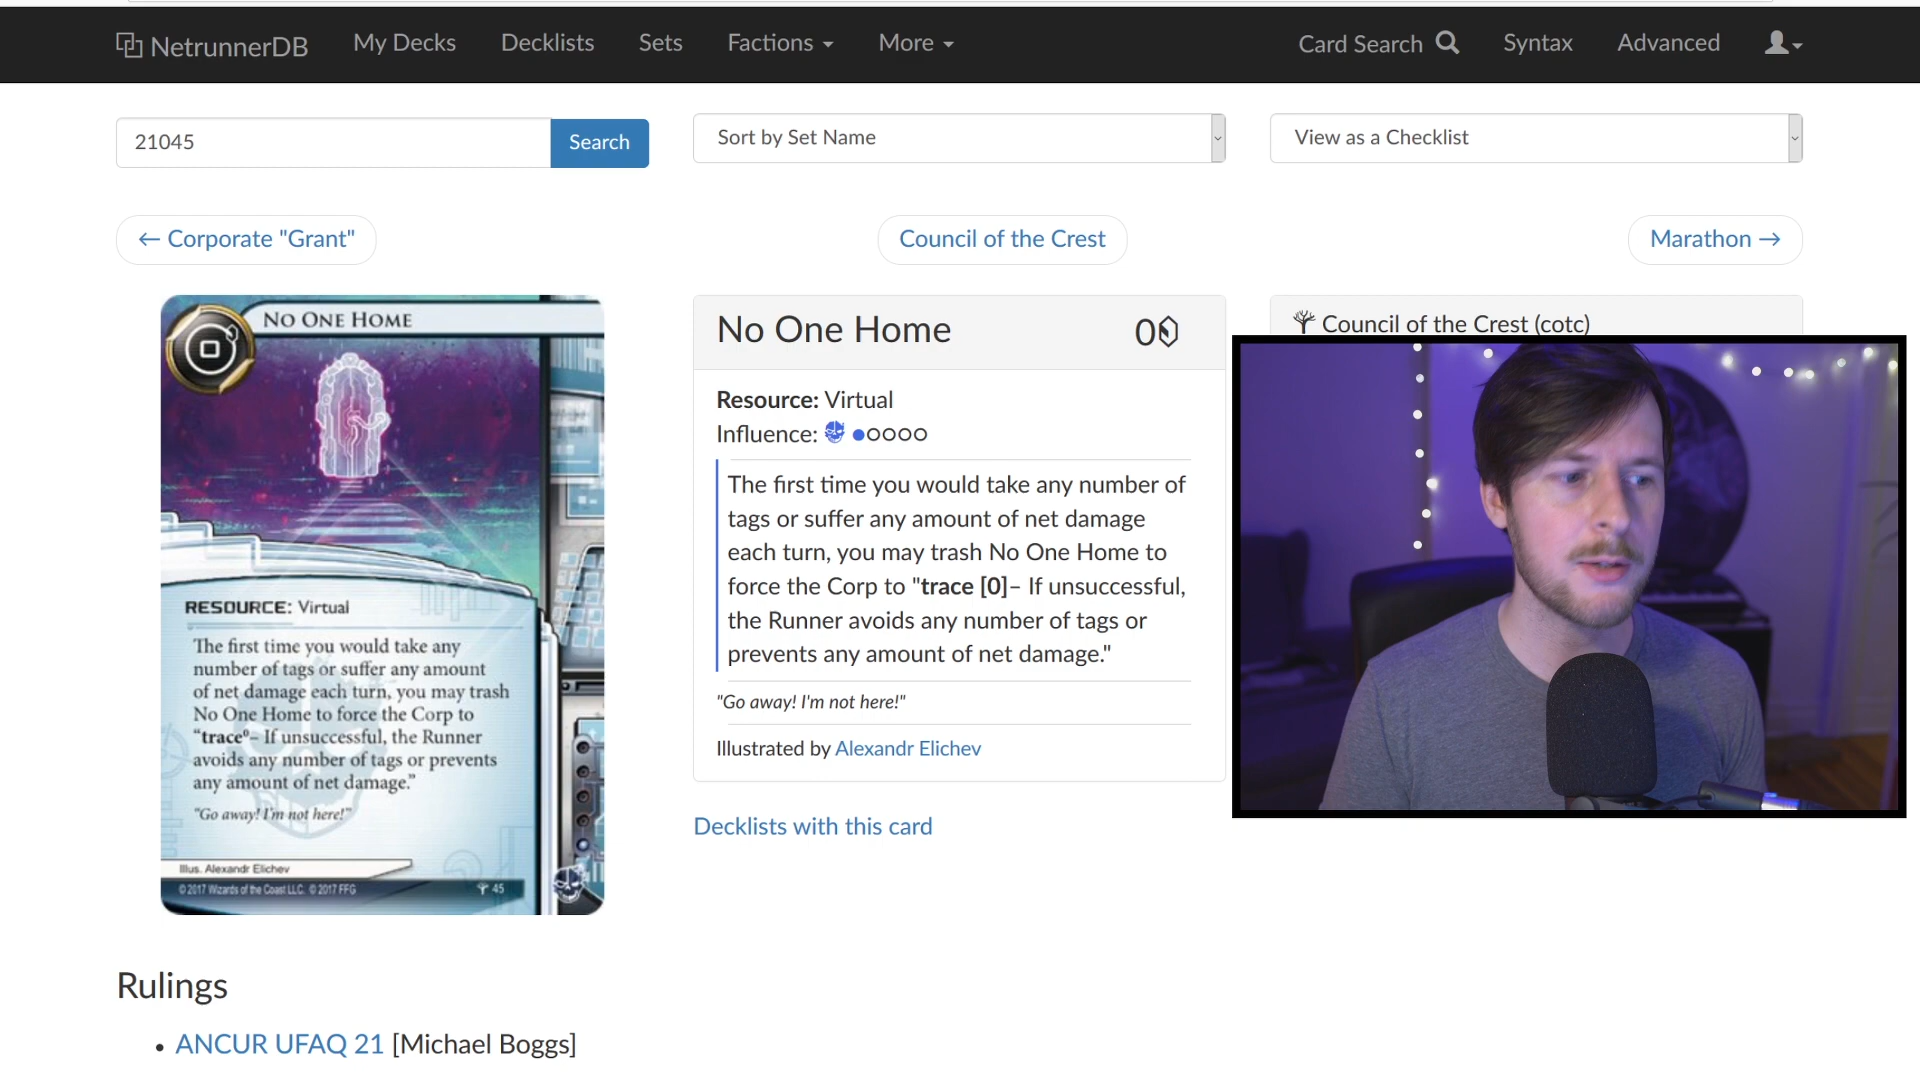 NetrunnerDB My Decks Decklists Sets Factions More Card Search Syntax Advanced
21045 Search Sort by Set Name View as a Checklist
← Corporate "Grant" Council of the Crest Marathon →
NO ONE HOME
RESOURCE: Virtual
The first time you would take any
number of tags or suffer any amount
of net damage each turn, you may trash
No One Home to force the Corp to
“trace⁰– If unsuccessful, the Runner
avoids any number of tags or prevents
any amount of net damage.”
“Go away! I'm not here!”
Illus. Alexandr Elichev
© 2017 Wizards of the Coast LLC. © 2017 FFG 45
No One Home 0
Resource: Virtual
Influence:
The first time you would take any number of
tags or suffer any amount of net damage
each turn, you may trash No One Home to
force the Corp to "trace [0]– If unsuccessful,
the Runner avoids any number of tags or
prevents any amount of net damage."
"Go away! I'm not here!"
Illustrated by Alexandr Elichev
Decklists with this card
Council of the Crest (cotc)
Rulings
• ANCUR UFAQ 21 [Michael Boggs]